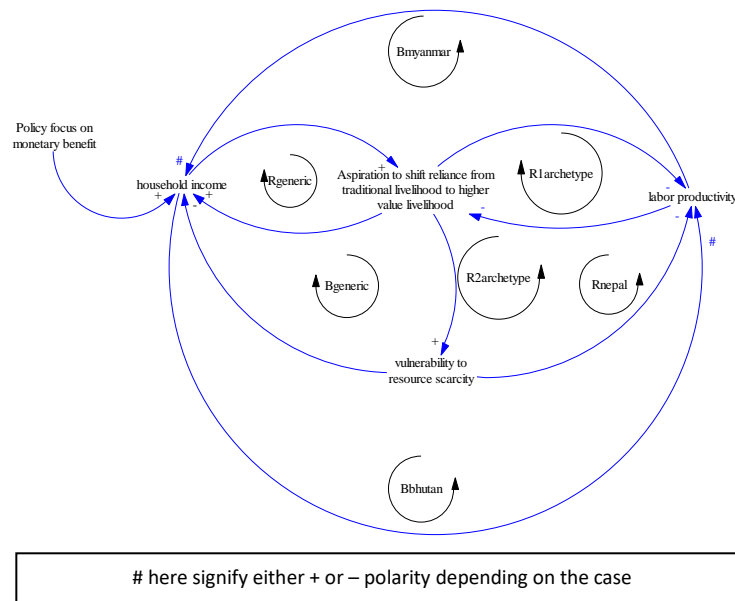 Bmyanmar
Policy focus on
monetary benefit
#
+
household income
+
-
+
Rgeneric
+
Aspiration to shift reliance from
traditional livelihood to higher
value livelihood
R1archetype
-
-
labor productivity
-
#
Bgeneric
R2archetype
Rnepal
+
vulnerability to
resource scarcity
Bbhutan
# here signify either + or – polarity depending on the case